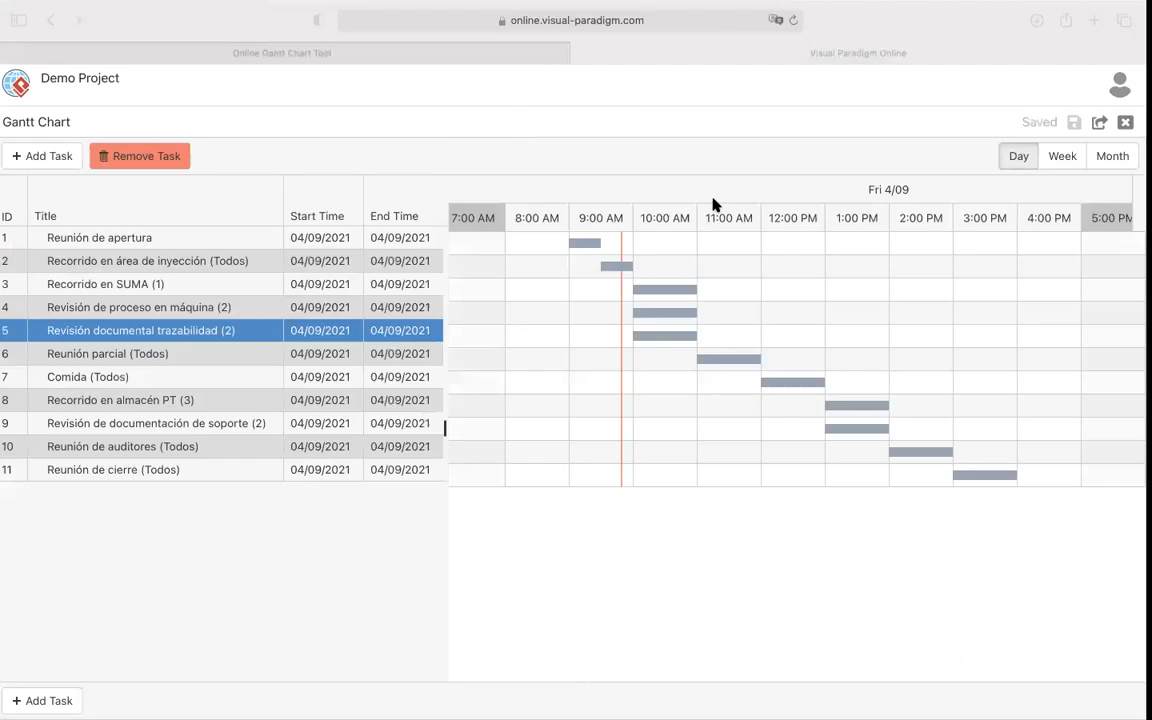 online.visual-paradigm.com
Online Gantt Chart Tool
Visual Paradigm Online
Demo Project
Gantt Chart
Saved
+ Add Task
Remove Task
Day
Week
Month
Fri 4/09
ID
Title
Start Time
End Time
7:00 AM
8:00 AM
9:00 AM
10:00 AM
11:00 AM
12:00 PM
1:00 PM
2:00 PM
3:00 PM
4:00 PM
5:00 PM
1 Reunión de apertura 04/09/2021 04/09/2021
2 Recorrido en área de inyección (Todos) 04/09/2021 04/09/2021
3 Recorrido en SUMA (1) 04/09/2021 04/09/2021
4 Revisión de proceso en máquina (2) 04/09/2021 04/09/2021
5 Revisión documental trazabilidad (2) 04/09/2021 04/09/2021
6 Reunión parcial (Todos) 04/09/2021 04/09/2021
7 Comida (Todos) 04/09/2021 04/09/2021
8 Recorrido en almacén PT (3) 04/09/2021 04/09/2021
9 Revisión de documentación de soporte (2) 04/09/2021 04/09/2021
10 Reunión de auditores (Todos) 04/09/2021 04/09/2021
11 Reunión de cierre (Todos) 04/09/2021 04/09/2021
+ Add Task